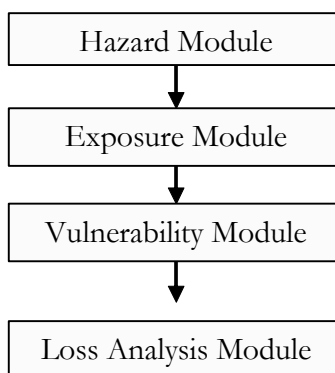 Hazard Module
Exposure Module
Vulnerability Module
Loss Analysis Module